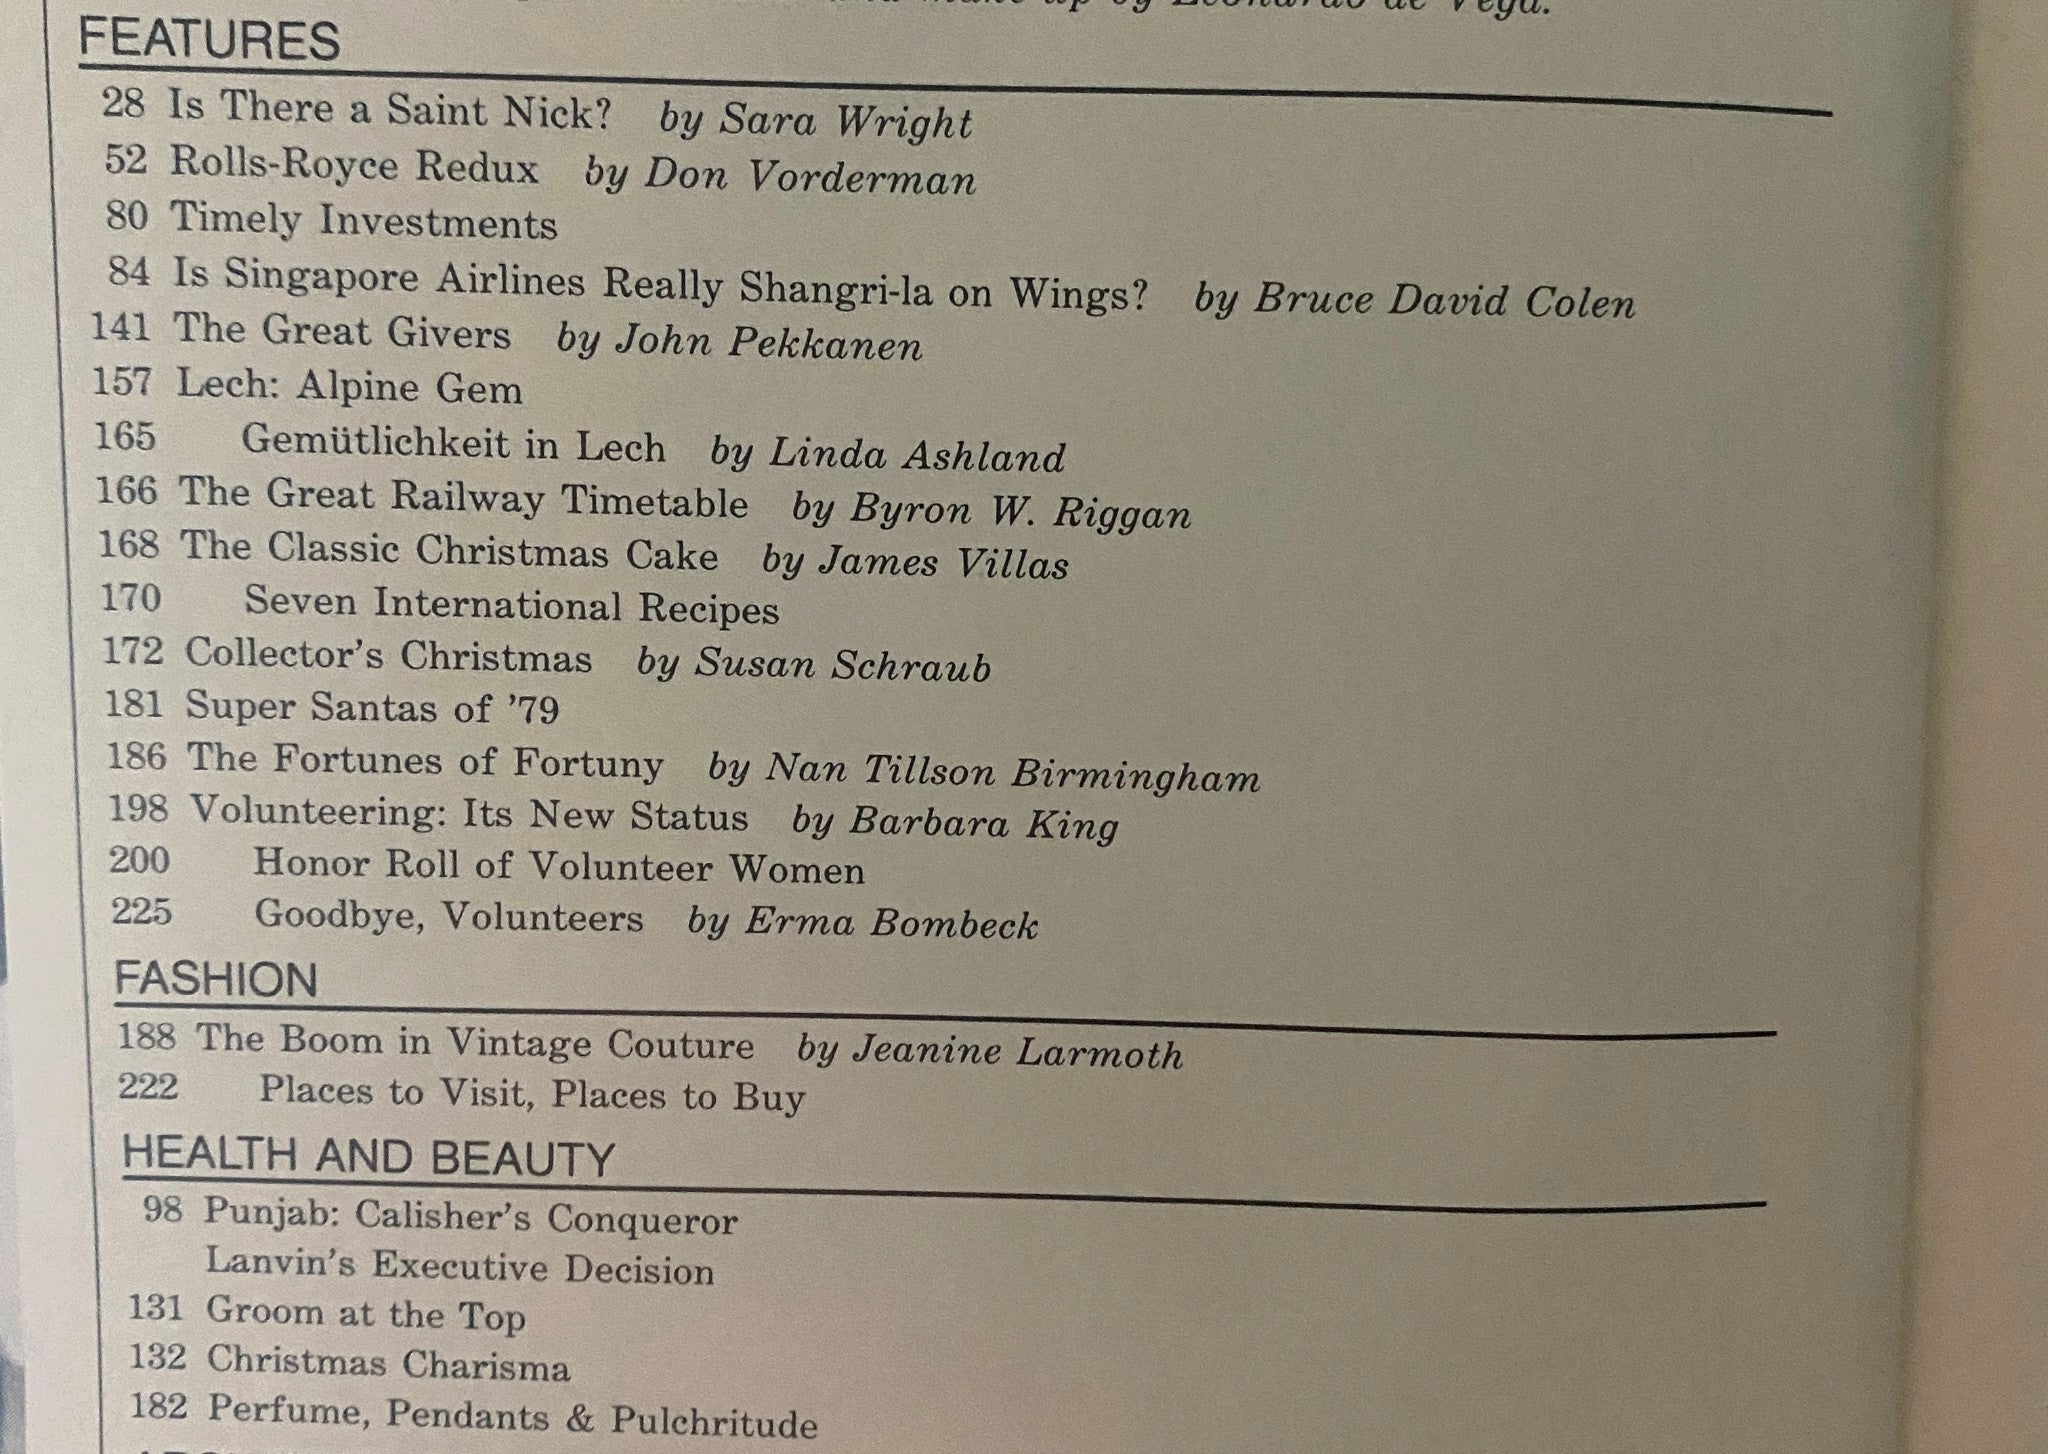 make up by Leonardo de Vega.
FEATURES
28 Is There a Saint Nick? by Sara Wright
52 Rolls-Royce Redux by Don Vorderman
80 Timely Investments
84 Is Singapore Airlines Really Shangri-la on Wings? by Bruce David Colen
141 The Great Givers by John Pekkanen
157 Lech: Alpine Gem
165 Gemütlichkeit in Lech by Linda Ashland
166 The Great Railway Timetable by Byron W. Riggan
168 The Classic Christmas Cake by James Villas
170 Seven International Recipes
172 Collector's Christmas by Susan Schraub
181 Super Santas of '79
186 The Fortunes of Fortuny by Nan Tillson Birmingham
198 Volunteering: Its New Status by Barbara King
200 Honor Roll of Volunteer Women
225 Goodbye, Volunteers by Erma Bombeck
FASHION
188 The Boom in Vintage Couture by Jeanine Larmoth
222 Places to Visit, Places to Buy
HEALTH AND BEAUTY
98 Punjab: Calisher's Conqueror
Lanvin's Executive Decision
131 Groom at the Top
132 Christmas Charisma
182 Perfume, Pendants & Pulchritude